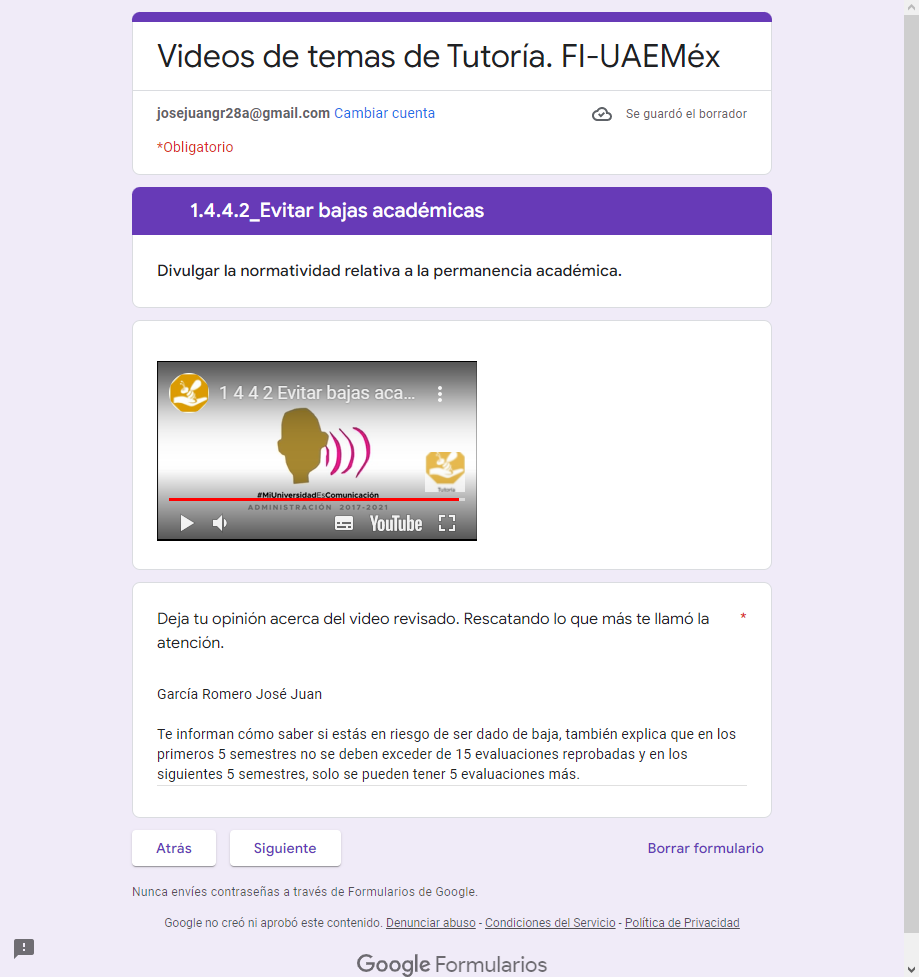 Videos de temas de Tutoría. FI-UAEMéx
josejuangr28a@gmail.com Cambiar cuenta
Se guardó el borrador
*Obligatorio
1.4.4.2_Evitar bajas académicas
Divulgar la normatividad relativa a la permanencia académica.
1 4 4 2 Evitar bajas aca...
Tutoría
#MiUniversidadEsComunicación
ADMINISTRACIÓN 2017-2021
YouTube
Deja tu opinión acerca del video revisado. Rescatando lo que más te llamó la *
atención.
García Romero José Juan
Te informan cómo saber si estás en riesgo de ser dado de baja, también explica que en los
primeros 5 semestres no se deben exceder de 15 evaluaciones reprobadas y en los
siguientes 5 semestres, solo se pueden tener 5 evaluaciones más.
Atrás
Siguiente
Borrar formulario
Nunca envíes contraseñas a través de Formularios de Google.
Google no creó ni aprobó este contenido. Denunciar abuso - Condiciones del Servicio - Política de Privacidad
Google Formularios